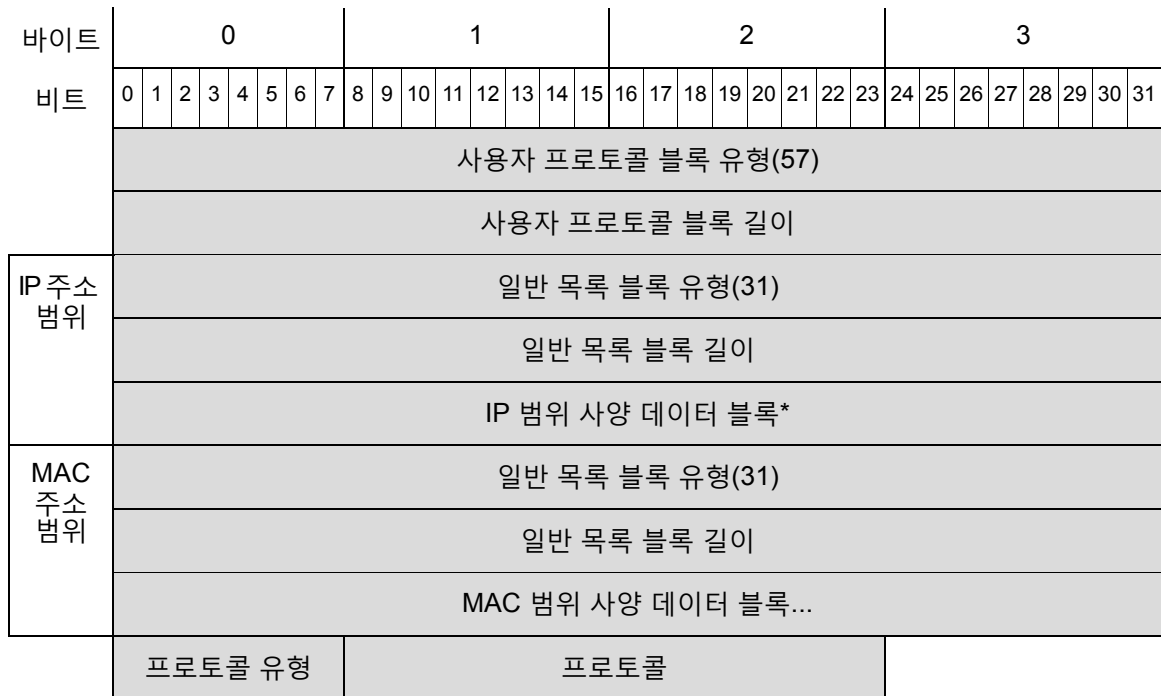 바이트 0 1 2 3
비트 0 1 2 3 4 5 6 7 8 9 10 11 12 13 14 15 16 17 18 19 20 21 22 23 24 25 26 27 28 29 30 31
사용자 프로토콜 블록 유형(57)
사용자 프로토콜 블록 길이
IP 주소
범위
일반 목록 블록 유형(31)
일반 목록 블록 길이
IP 범위 사양 데이터 블록*
MAC
주소
범위
일반 목록 블록 유형(31)
일반 목록 블록 길이
MAC 범위 사양 데이터 블록...
프로토콜 유형 프로토콜